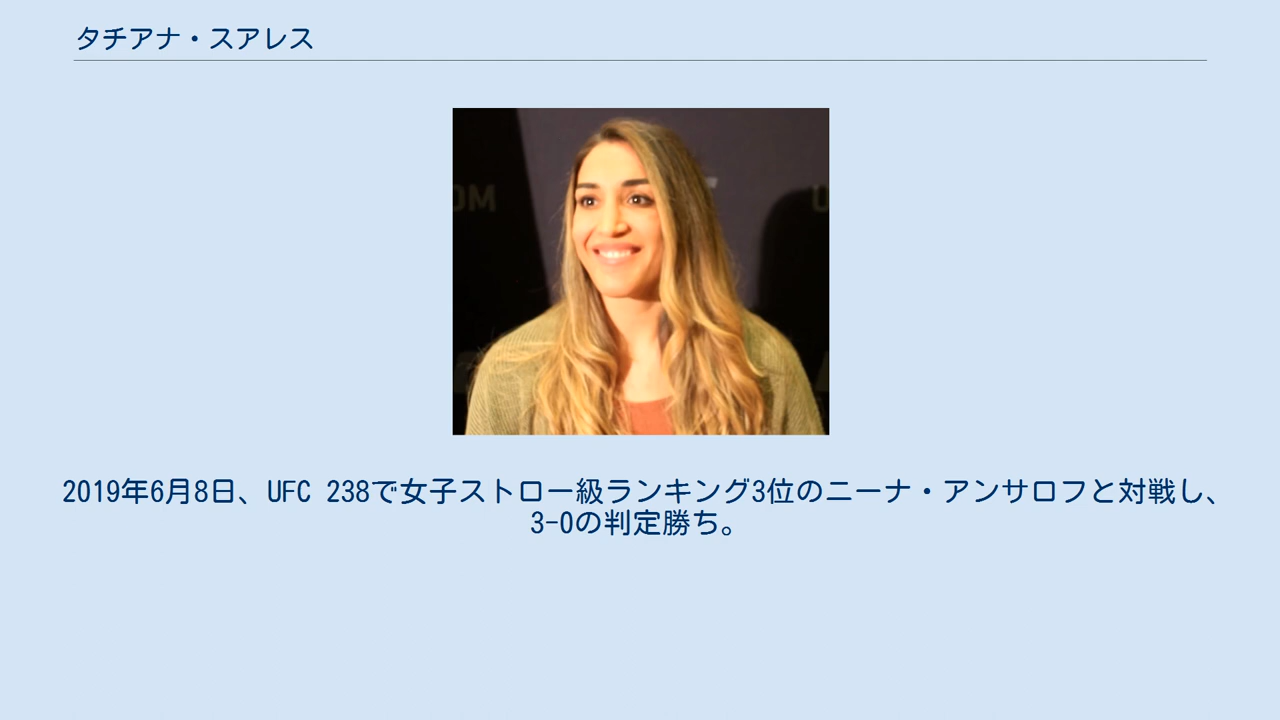 タチアナ・スアレス
OM
2019年6月8日、UFC 238で女子ストロー級ランキング3位のニーナ・アンサロフと対戦し、
3-0の判定勝ち。